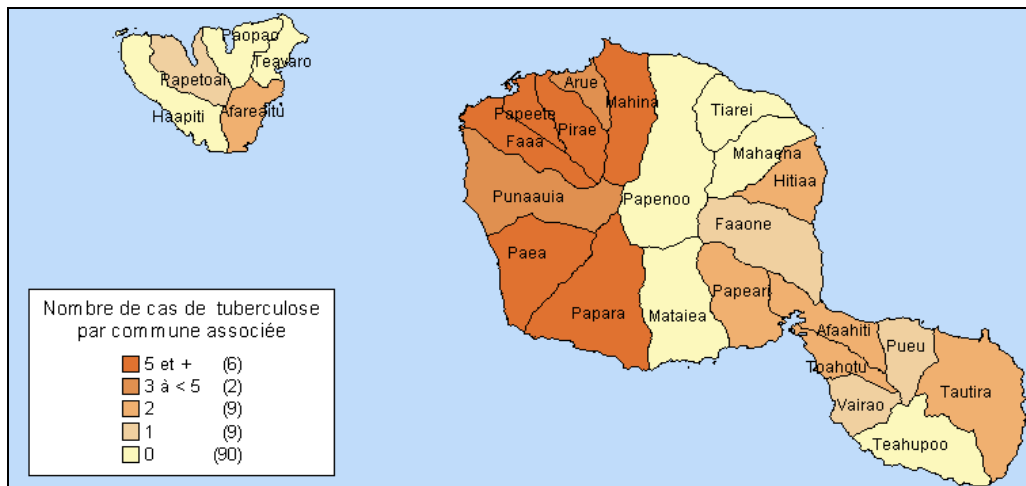 Paopao
Teavaro
Rapetoai
Afareaitu
Haapiti
Arue
Mahina
Papeete
Pirae
Faaa
Tiarei
Mahaena
Hitiaa
Punaauia
Papenoo
Faaone
Paea
Papeari
Papara
Mataiea
Afaahiti
Pueu
Toahotu
Tautira
Vairao
Teahupoo
Nombre de cas de tuberculose
par commune associée
5 et + (6)
3 à < 5 (2)
2 (9)
1 (9)
0 (90)